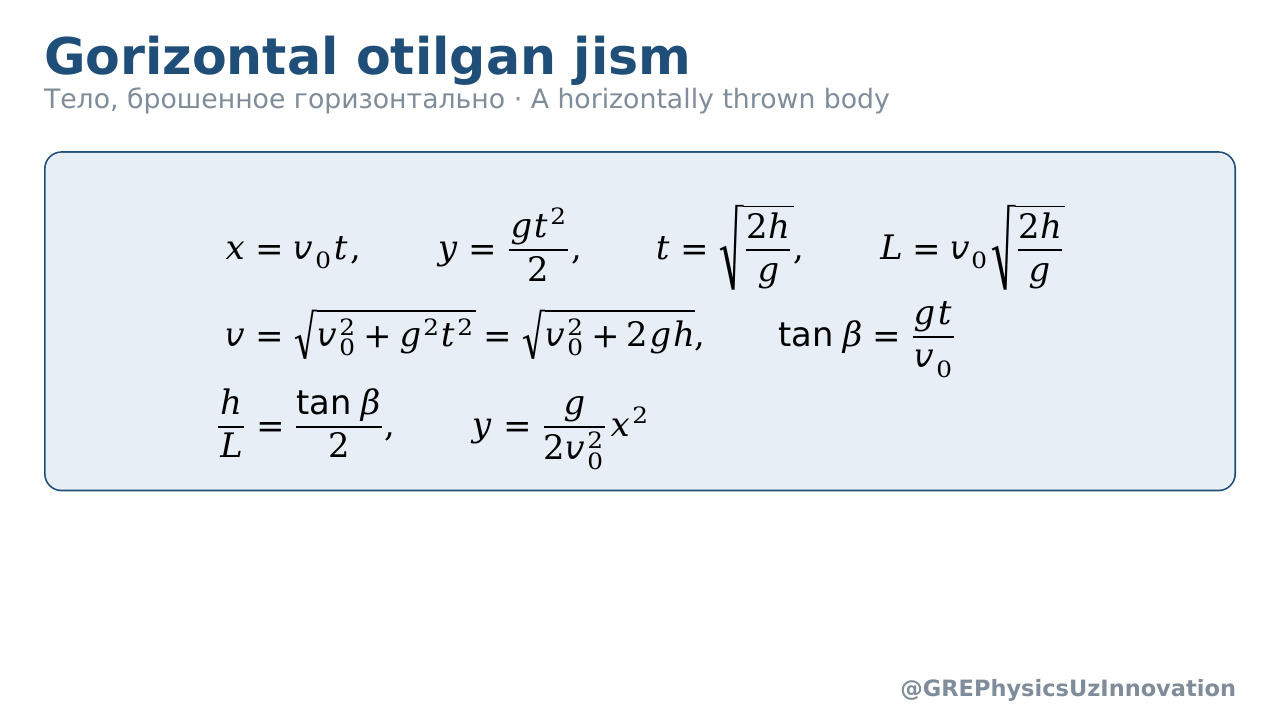 Gorizontal otilgan jism
Тело, брошенное горизонтально · A horizontally thrown body
x = v₀t, y = gt²/2, t = √(2h/g), L = v₀√(2h/g)
v = √(v₀² + g²t²) = √(v₀² + 2gh), tan β = gt/v₀
h/L = tan β/2, y = g/(2v₀²) x²
@GREPhysicsUzInnovation